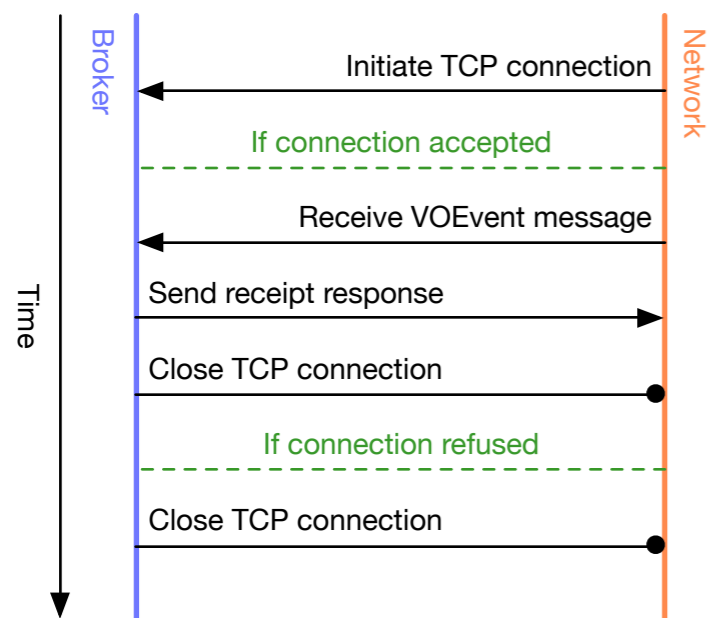 Broker
Network
Initiate TCP connection
If connection accepted
Receive VOEvent message
Time
Send receipt response
Close TCP connection
If connection refused
Close TCP connection